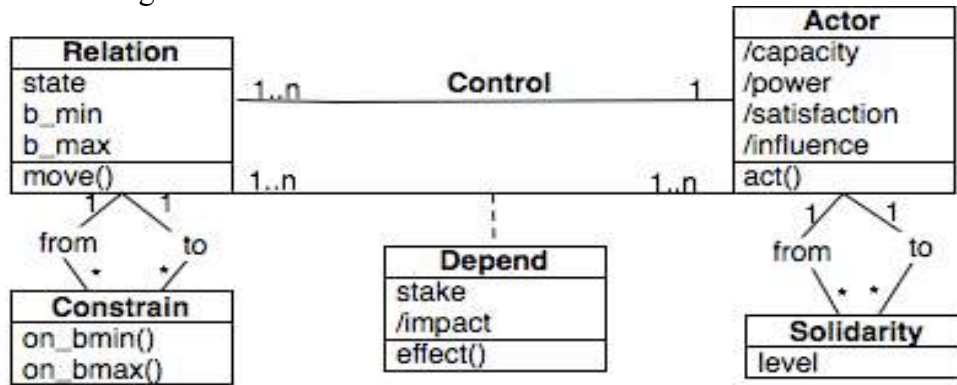 Relation
state
b_min
b_max
move()
1..n
Control
1
Actor
/capacity
/power
/satisfaction
/influence
act()
1..n
1..n
1
1
from
to
*
*
Constrain
on_bmin()
on_bmax()
Depend
stake
/impact
effect()
1
1
from
to
*
*
Solidarity
level